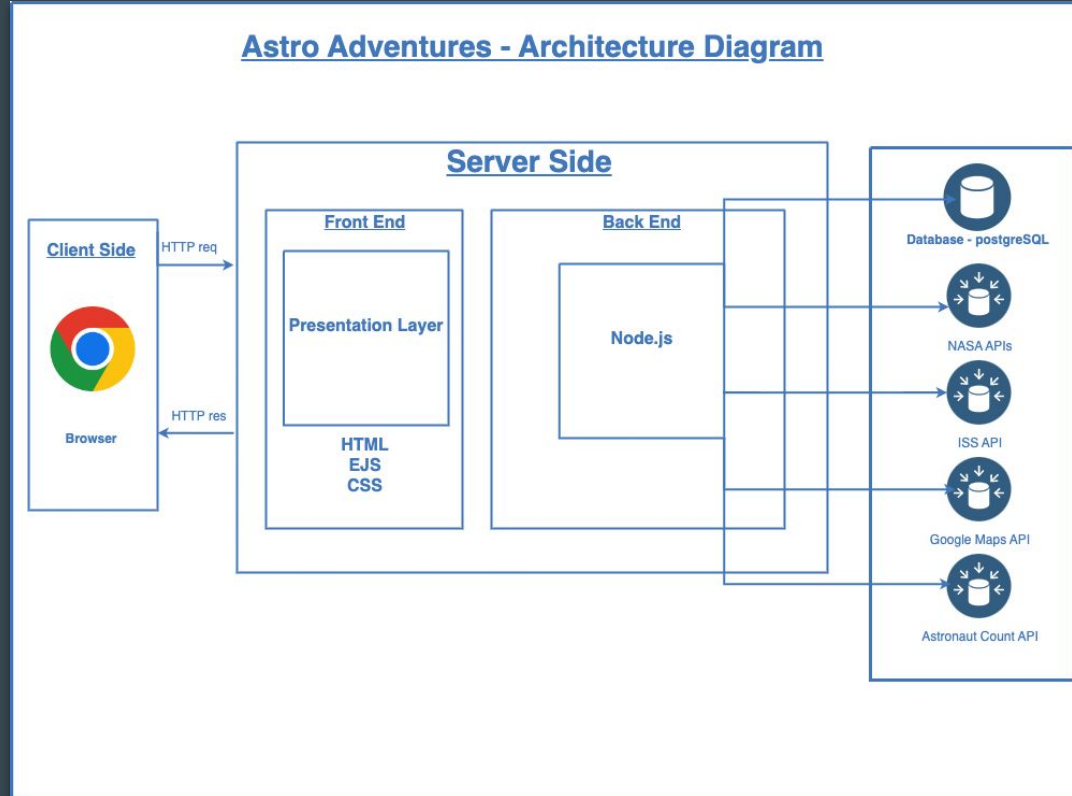 Astro Adventures - Architecture Diagram
Server Side
Client Side
HTTP req
Browser
HTTP res
Front End
Presentation Layer
HTML
EJS
CSS
Back End
Node.js
Database - postgreSQL
NASA APIs
ISS API
Google Maps API
Astronaut Count API